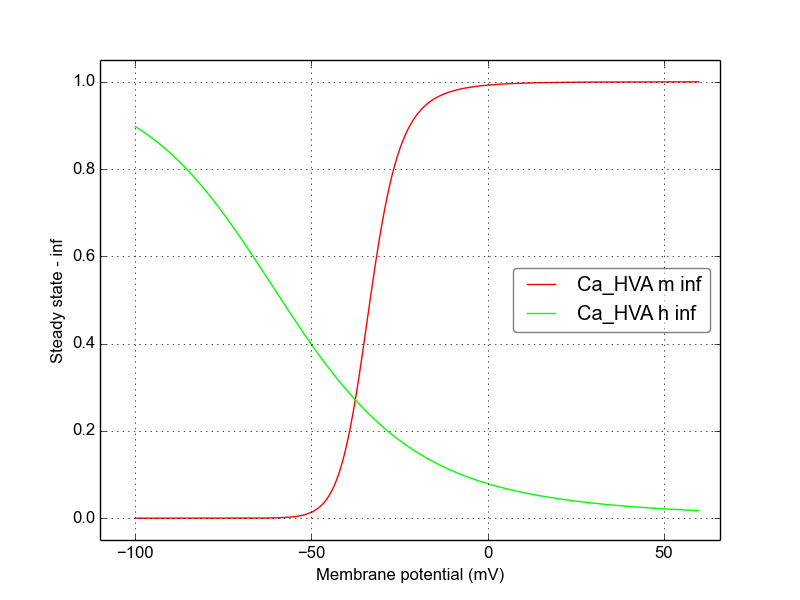 1.0
0.8
0.6
0.4
0.2
0.0
−100
−50
0
50
Membrane potential (mV)
Steady state - inf
Ca_HVA m inf
Ca_HVA h inf